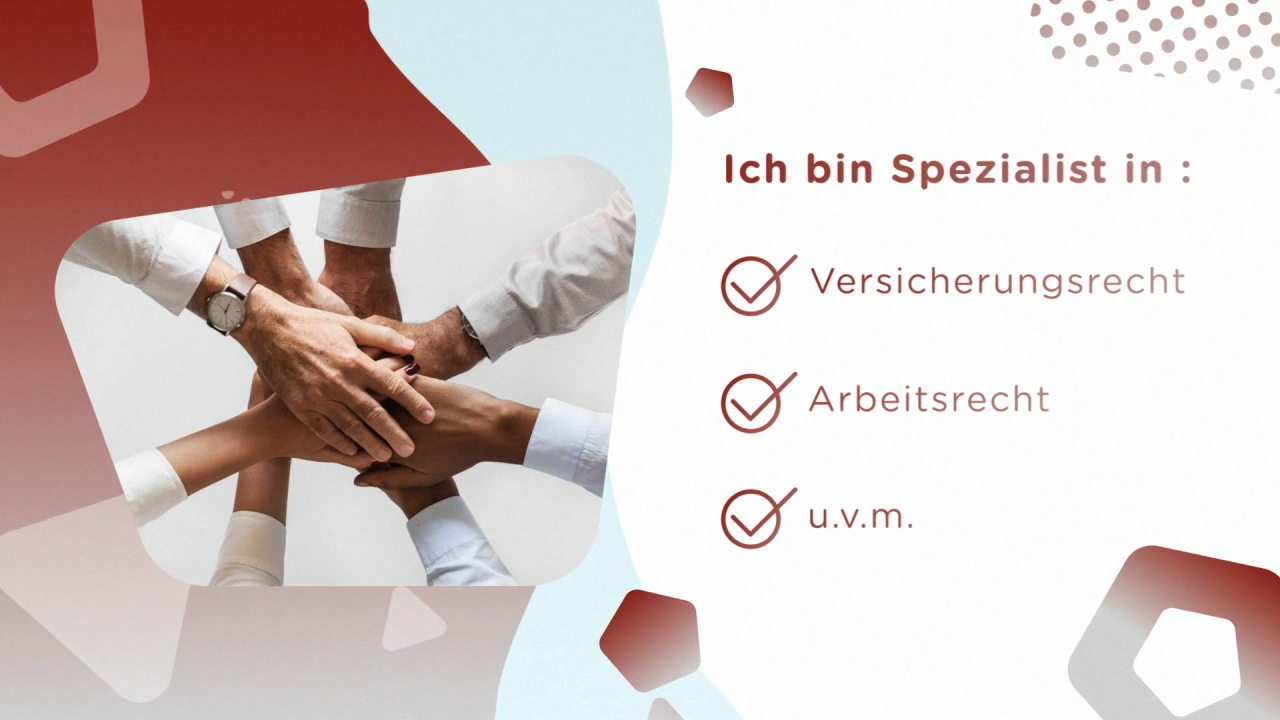 Ich bin Spezialist in :
Versicherungsrecht
Arbeitsrecht
u.v.m.